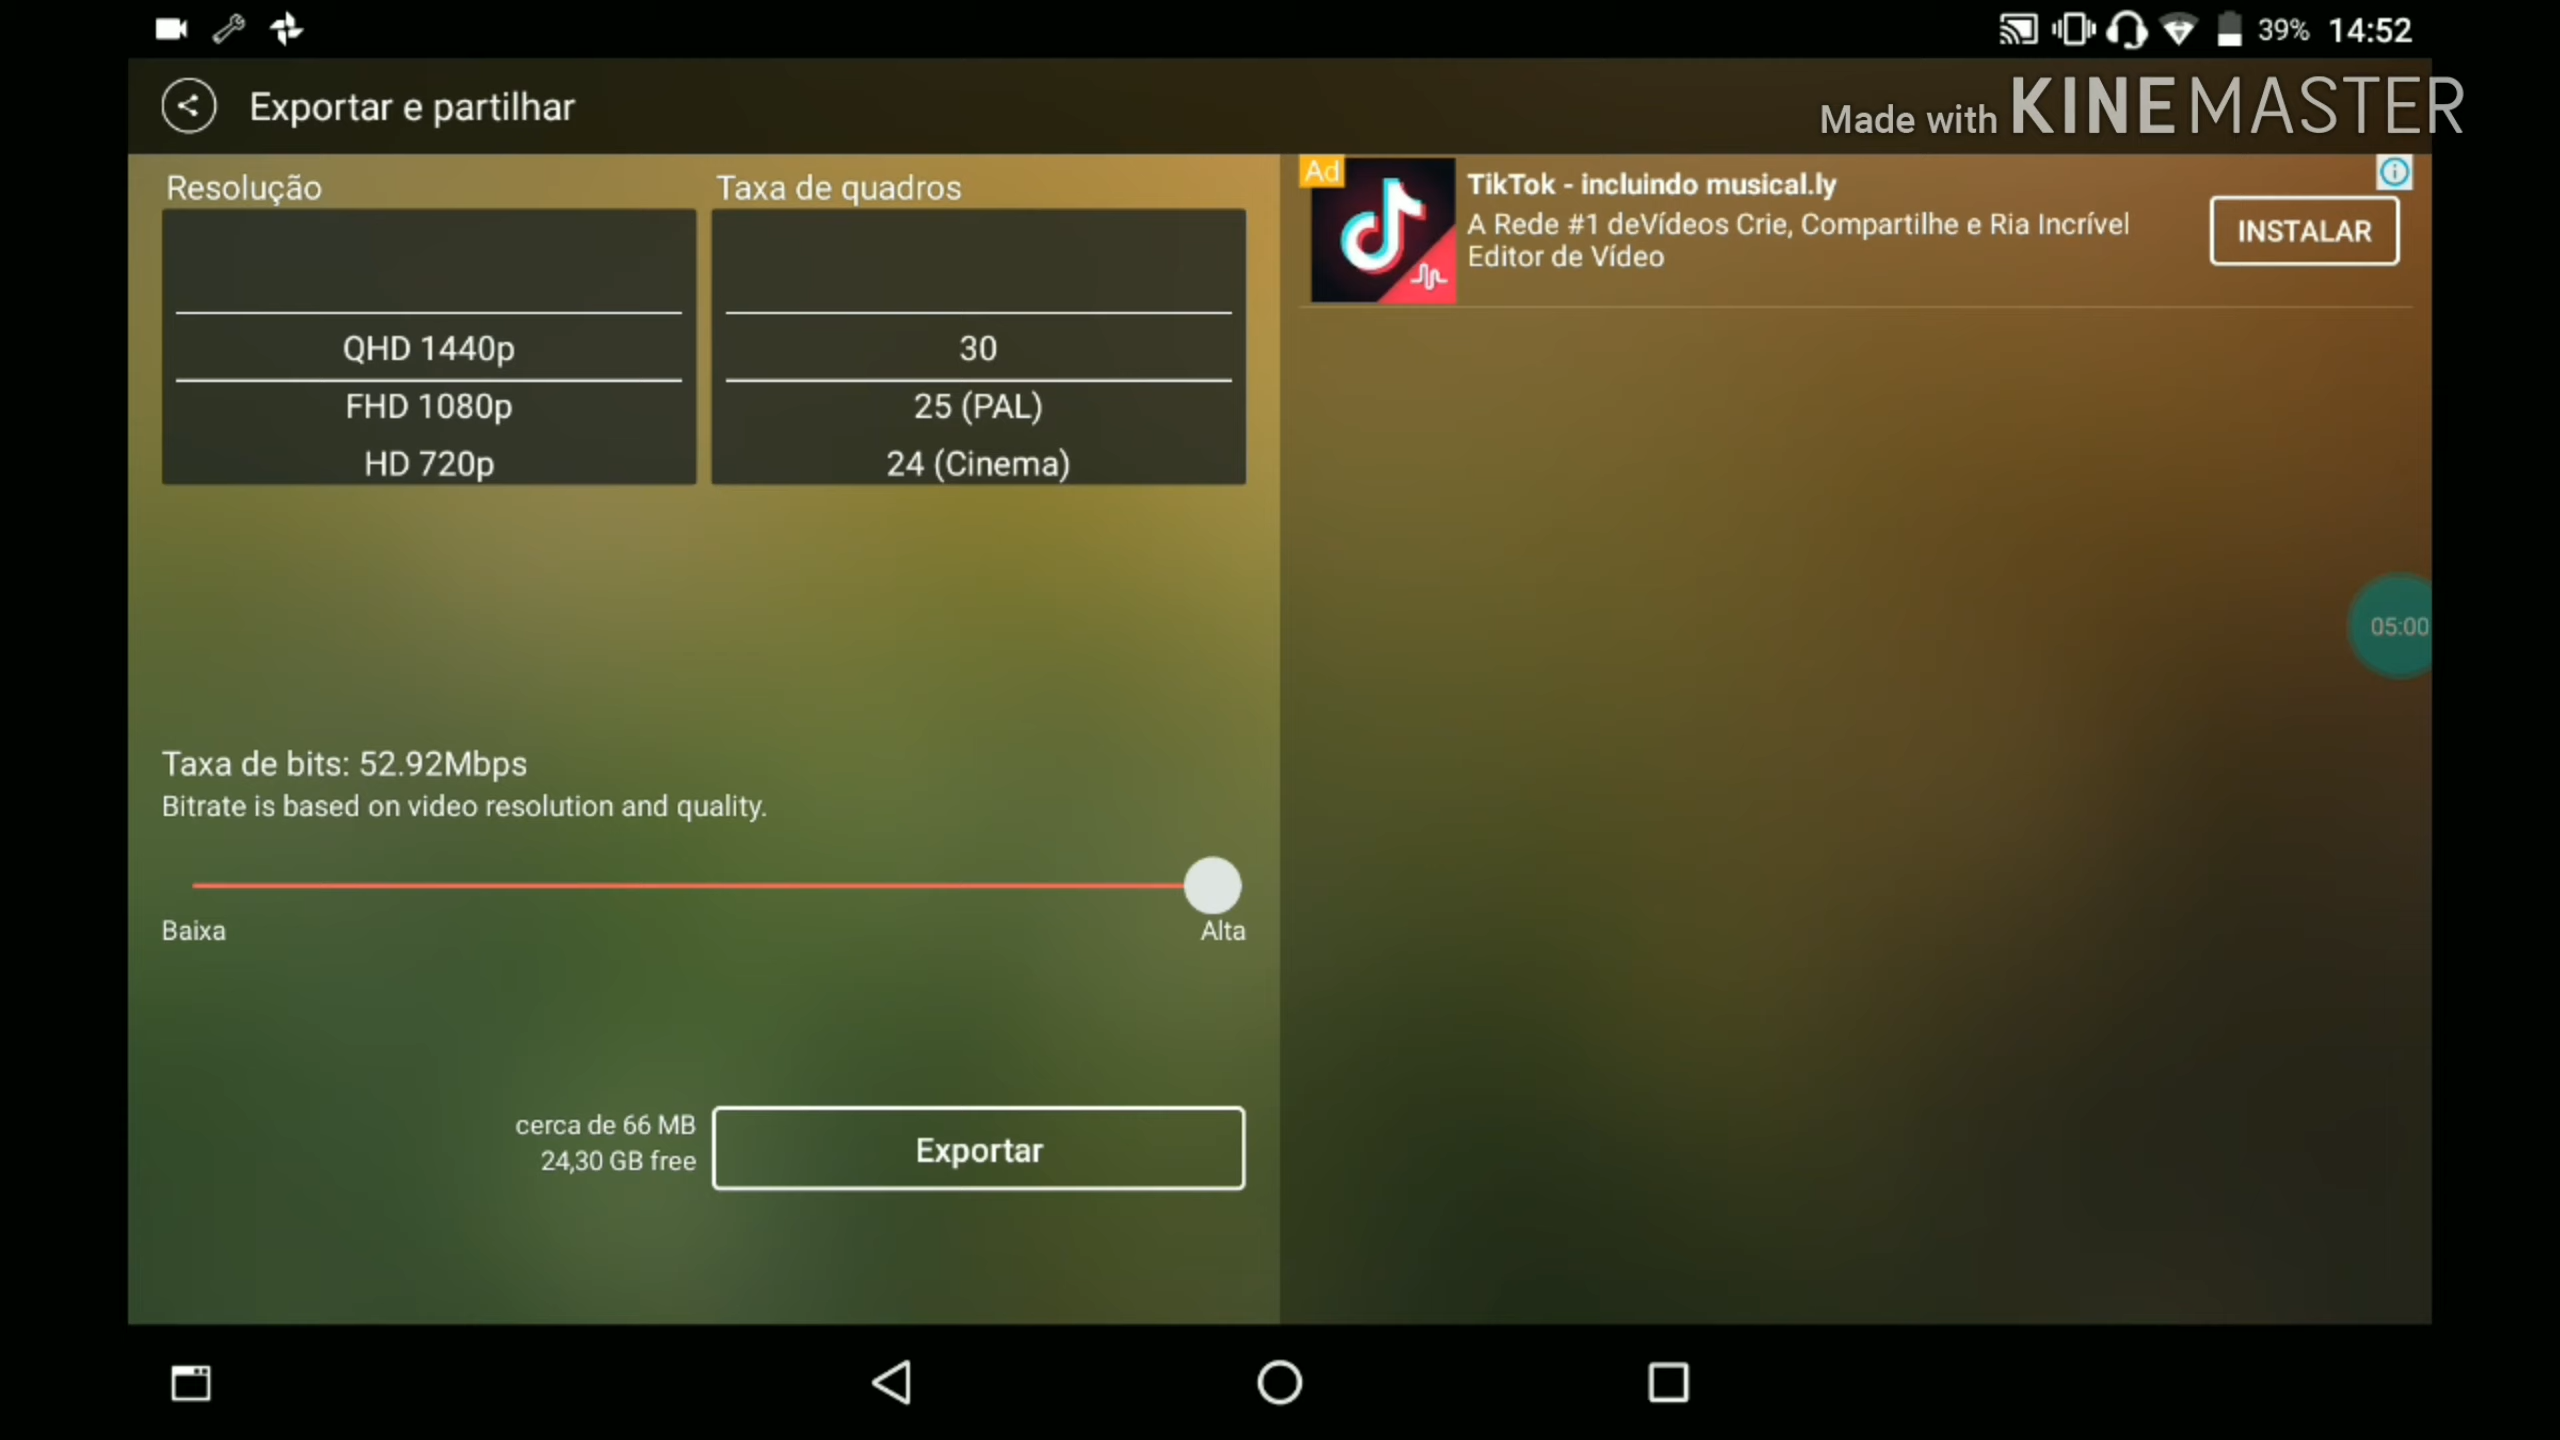 39% 14:52
Exportar e partilhar
Made with KINEMASTER
Resolução
Taxa de quadros
QHD 1440p
FHD 1080p
HD 720p
30
25 (PAL)
24 (Cinema)
Ad
TikTok - incluindo musical.ly
A Rede #1 deVídeos Crie, Compartilhe e Ria Incrível
Editor de Vídeo
INSTALAR
05:00
Taxa de bits: 52.92Mbps
Bitrate is based on video resolution and quality.
Baixa
Alta
cerca de 66 MB
24,30 GB free
Exportar